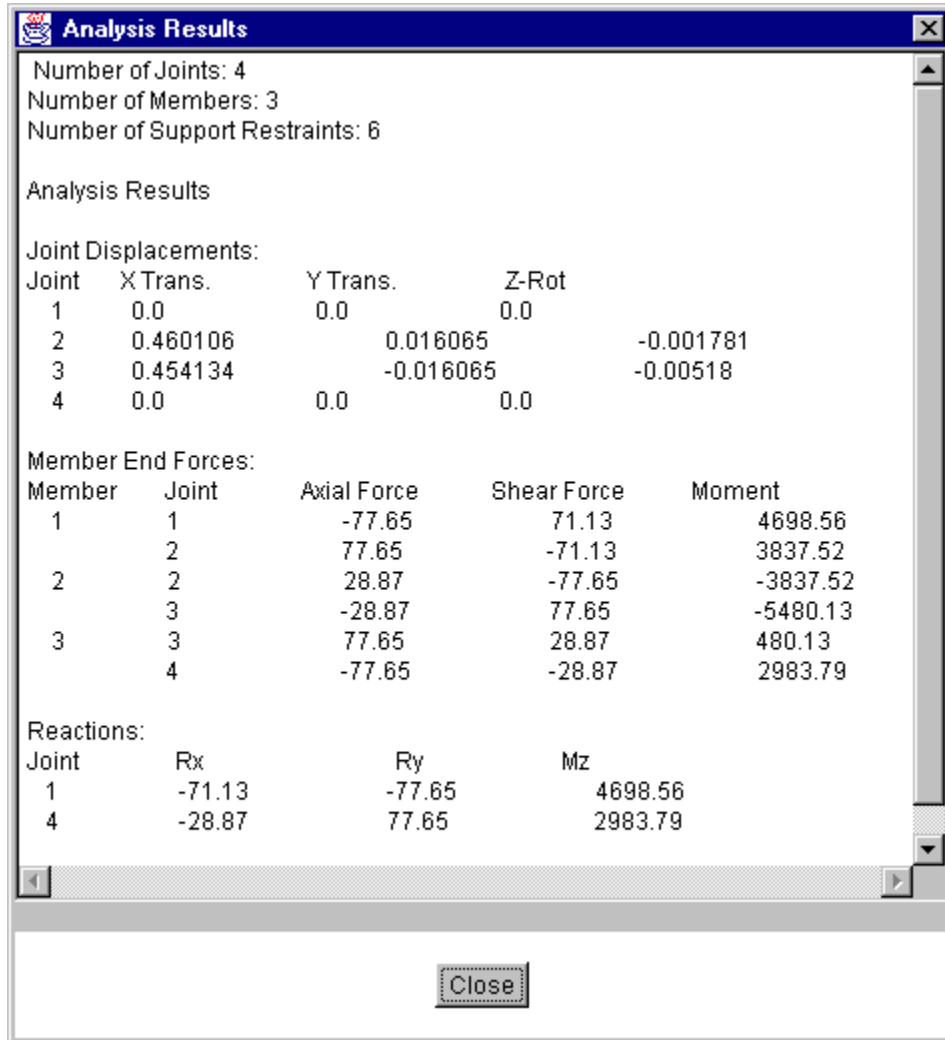 Analysis Results
Number of Joints: 4
Number of Members: 3
Number of Support Restraints: 6
Analysis Results
Joint Displacements:
Joint X Trans. Y Trans. Z-Rot
1 0.0 0.0 0.0
2 0.460106 0.016065 -0.001781
3 0.454134 -0.016065 -0.00518
4 0.0 0.0 0.0
Member End Forces:
Member Joint Axial Force Shear Force Moment
1 1 -77.65 71.13 4698.56
2 77.65 -71.13 3837.52
2 2 28.87 -77.65 -3837.52
3 -28.87 77.65 -5480.13
3 3 77.65 28.87 480.13
4 -77.65 -28.87 2983.79
Reactions:
Joint Rx Ry Mz
1 -71.13 -77.65 4698.56
4 -28.87 77.65 2983.79
Close